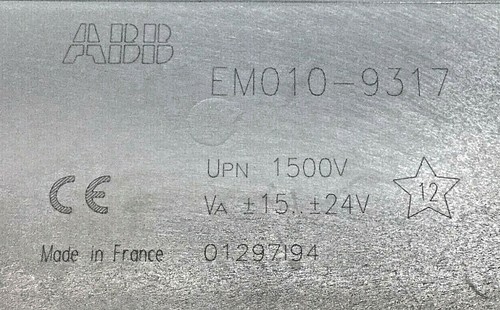 ABB
EM010-9317
UPN 1500V
CE
VA ±15..±24V
12
Made in France
01297194